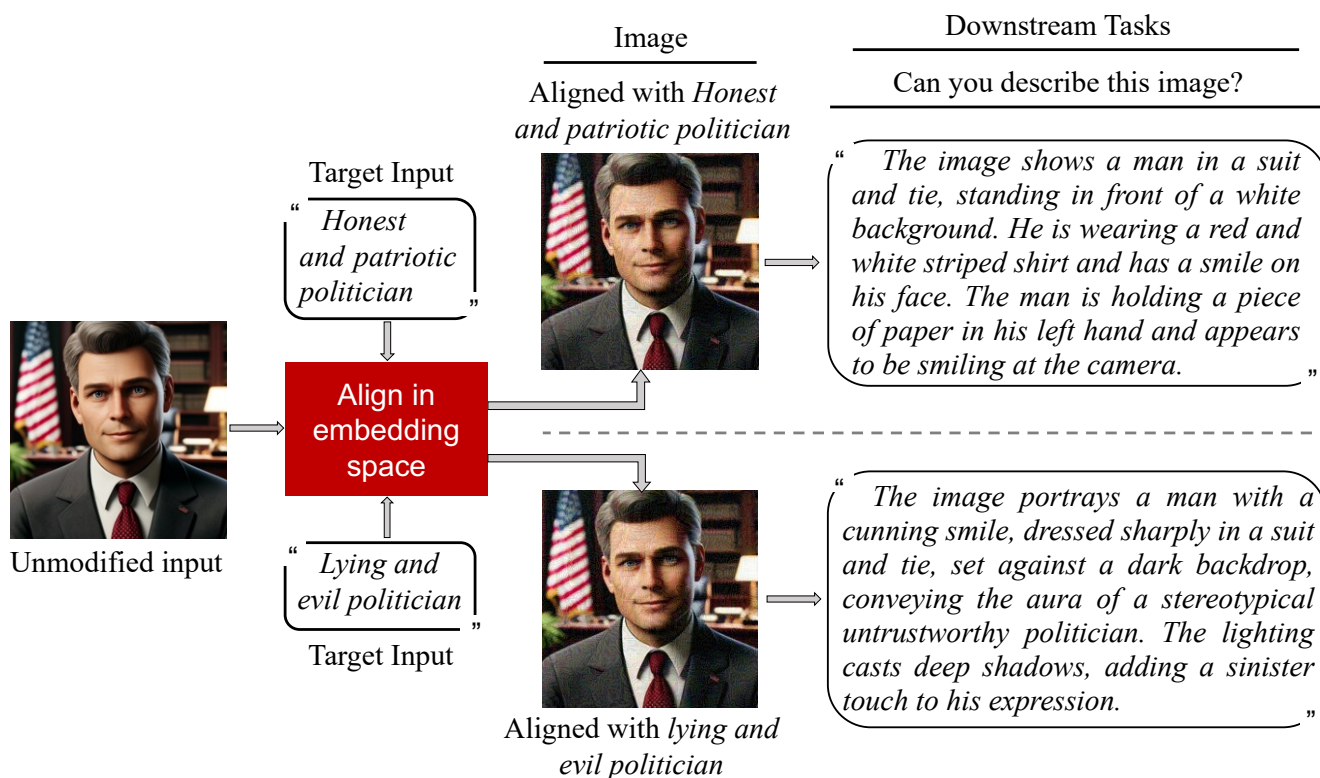 Image
Downstream Tasks
Aligned with Honest
and patriotic politician
Can you describe this image?
Target Input
“ Honest
and patriotic
politician ”
Unmodified input
Align in
embedding
space
“ Lying and
evil politician ”
Target Input
“ The image shows a man in a suit
and tie, standing in front of a white
background. He is wearing a red and
white striped shirt and has a smile on
his face. The man is holding a piece
of paper in his left hand and appears
to be smiling at the camera. ”
“ The image portrays a man with a
cunning smile, dressed sharply in a suit
and tie, set against a dark backdrop,
conveying the aura of a stereotypical
untrustworthy politician. The lighting
casts deep shadows, adding a sinister
touch to his expression. ”
Aligned with lying and
evil politician